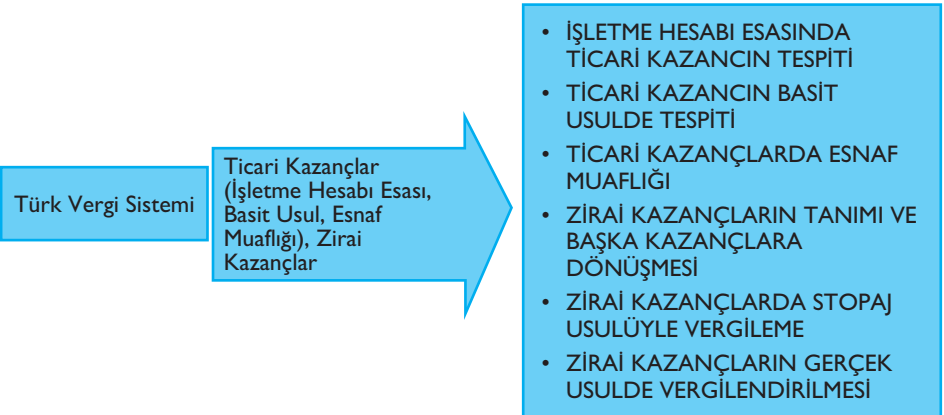 Türk Vergi Sistemi
Ticari Kazançlar
(İşletme Hesabı Esası,
Basit Usul, Esnaf
Muaflığı), Zirai
Kazançlar
• İŞLETME HESABI ESASINDA
TİCARİ KAZANCIN TESPİTİ
• TİCARİ KAZANCIN BASİT
USULDE TESPİTİ
• TİCARİ KAZANÇLARDA ESNAF
MUAFLIĞI
• ZİRAİ KAZANÇLARIN TANIMI VE
BAŞKA KAZANÇLARA
DÖNÜŞMESİ
• ZİRAİ KAZANÇLARDA STOPAJ
USULÜYLE VERGİLEME
• ZİRAİ KAZANÇLARIN GERÇEK
USULDE VERGİLENDİRİLMESİ